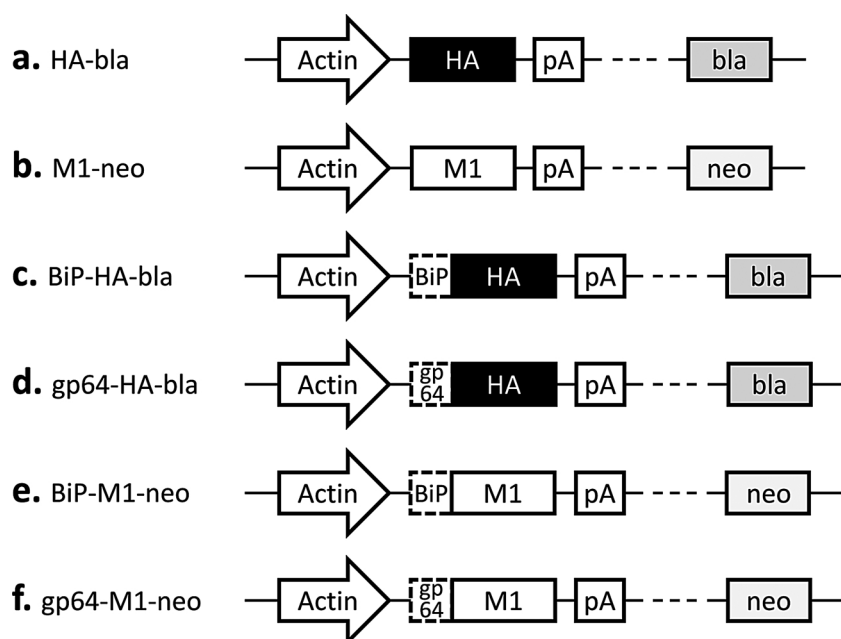 a. HA-bla Actin HA pA bla
b. M1-neo Actin M1 pA neo
c. BiP-HA-bla Actin BiP HA pA bla
d. gp64-HA-bla Actin gp 64 HA pA bla
e. BiP-M1-neo Actin BiP M1 pA neo
f. gp64-M1-neo Actin gp 64 M1 pA neo